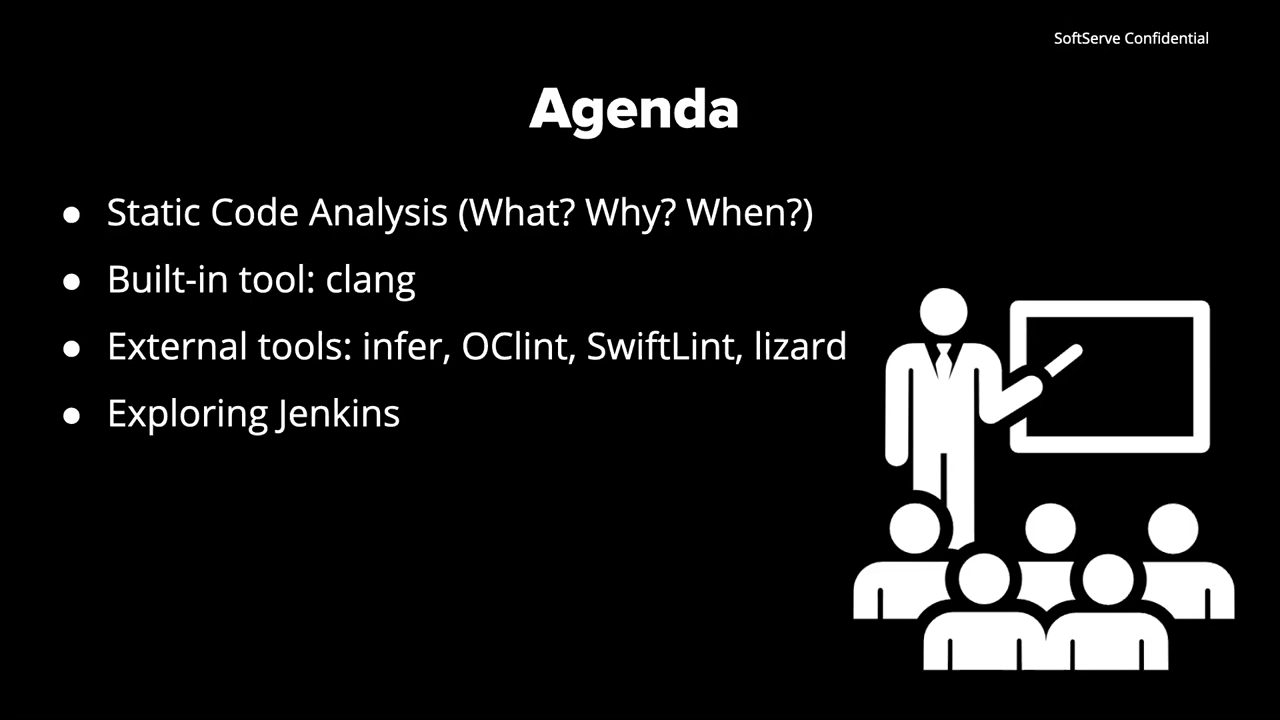 SoftServe Confidential
Agenda
● Static Code Analysis (What? Why? When?)
● Built-in tool: clang
● External tools: infer, OClint, SwiftLint, lizard
● Exploring Jenkins